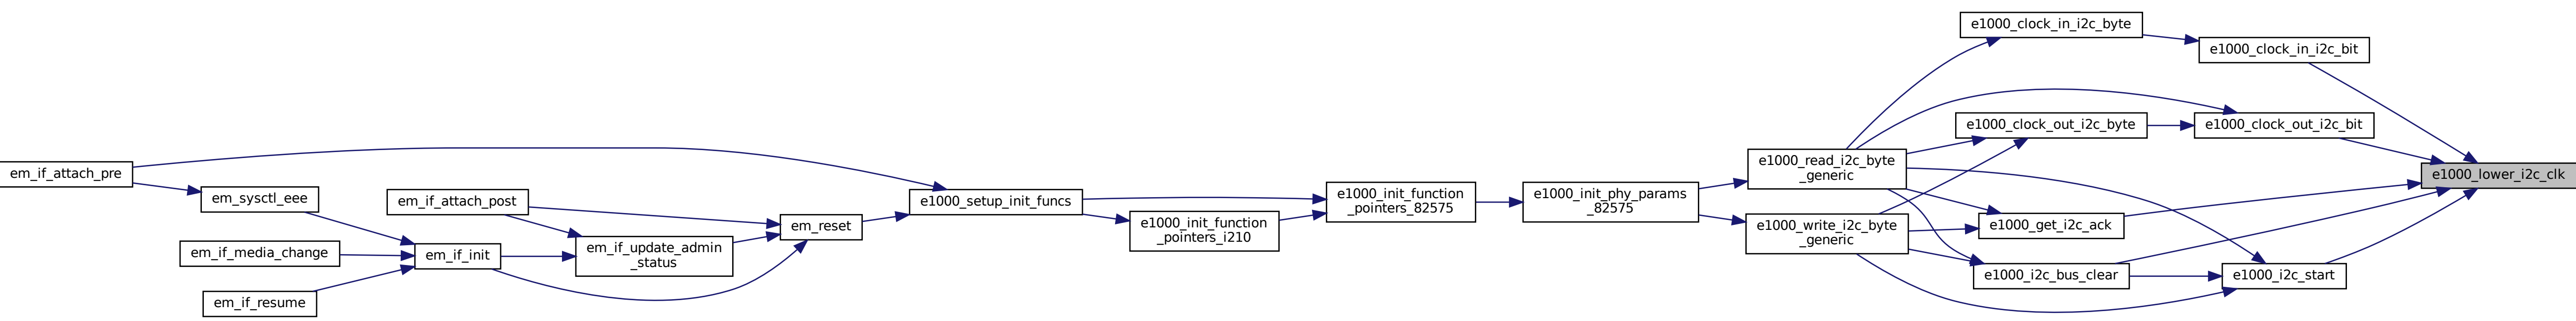 em_if_attach_pre
em_sysctl_eee
em_if_media_change
em_if_resume
em_if_attach_post
em_if_init
em_if_update_admin
_status
em_reset
e1000_setup_init_funcs
e1000_init_function
_pointers_i210
e1000_init_function
_pointers_82575
e1000_init_phy_params
_82575
e1000_read_i2c_byte
_generic
e1000_write_i2c_byte
_generic
e1000_clock_in_i2c_byte
e1000_clock_out_i2c_byte
e1000_get_i2c_ack
e1000_i2c_bus_clear
e1000_clock_in_i2c_bit
e1000_clock_out_i2c_bit
e1000_i2c_start
e1000_lower_i2c_clk